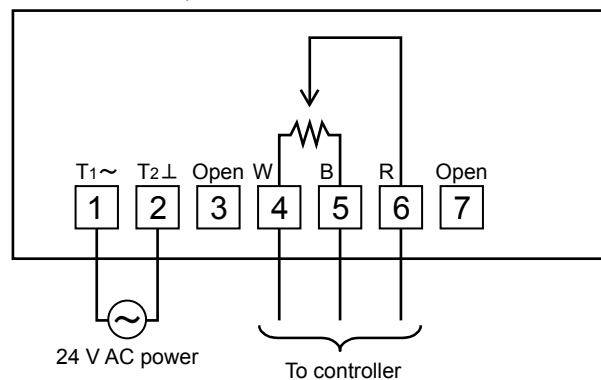 T1~ T2⊥ Open W B R Open
1 2 3 4 5 6 7
24 V AC power
To controller